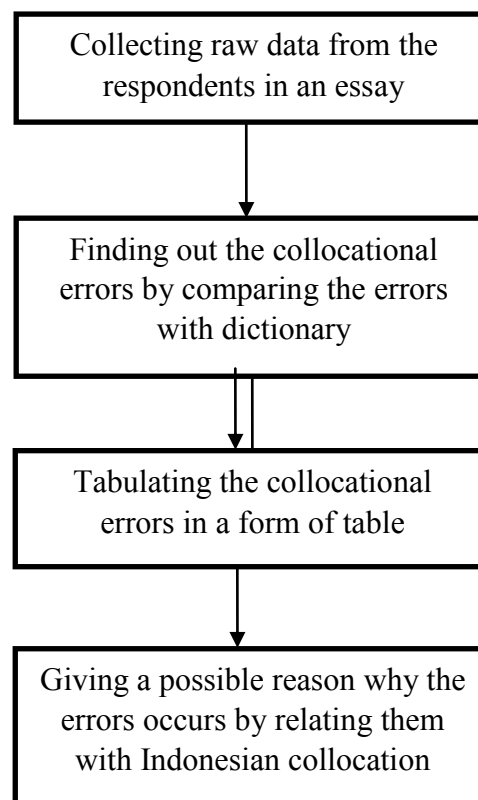 Collecting raw data from the
respondents in an essay
Finding out the collocational
errors by comparing the errors
with dictionary
Tabulating the collocational
errors in a form of table
Giving a possible reason why the
errors occurs by relating them
with Indonesian collocation